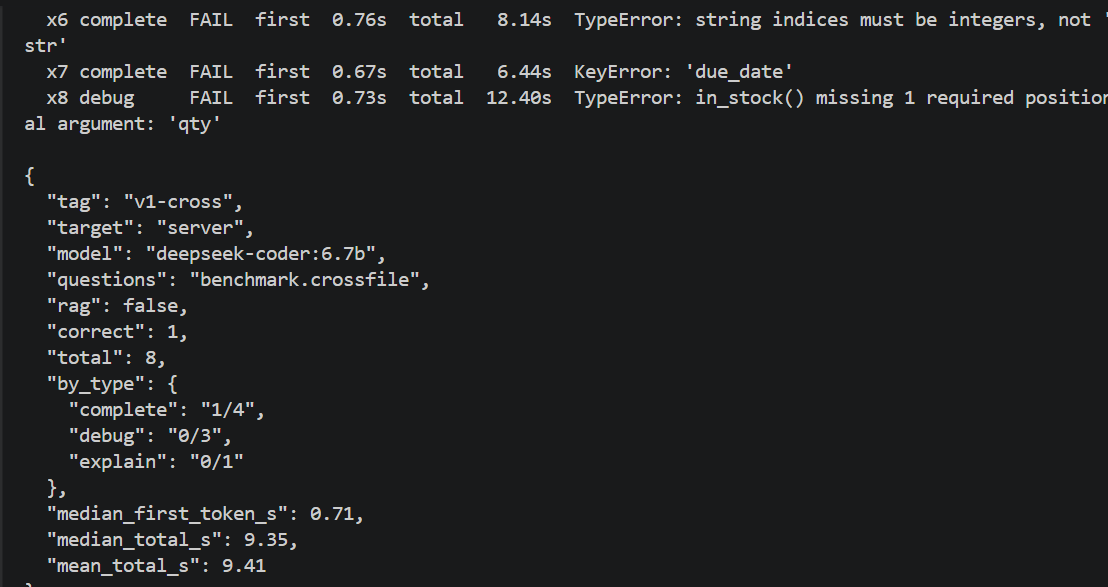 x6 complete  FAIL  first  0.76s  total   8.14s  TypeError: string indices must be integers, not '
str'
x7 complete  FAIL  first  0.67s  total   6.44s  KeyError: 'due_date'
x8 debug     FAIL  first  0.73s  total  12.40s  TypeError: in_stock() missing 1 required position
al argument: 'qty'
{
  "tag": "v1-cross",
  "target": "server",
  "model": "deepseek-coder:6.7b",
  "questions": "benchmark.crossfile",
  "rag": false,
  "correct": 1,
  "total": 8,
  "by_type": {
    "complete": "1/4",
    "debug": "0/3",
    "explain": "0/1"
  },
  "median_first_token_s": 0.71,
  "median_total_s": 9.35,
  "mean_total_s": 9.41
}